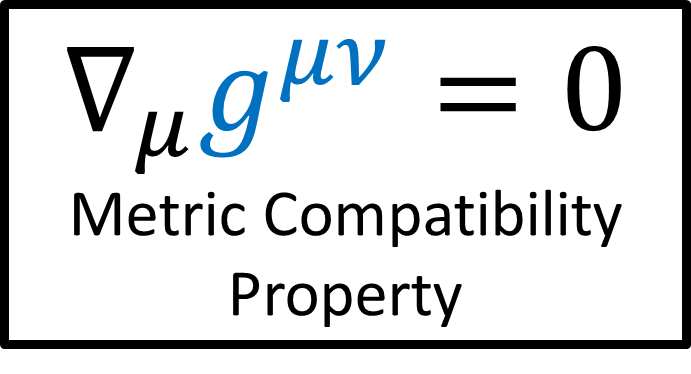 ∇_μ g^{μν} = 0
Metric Compatibility
Property